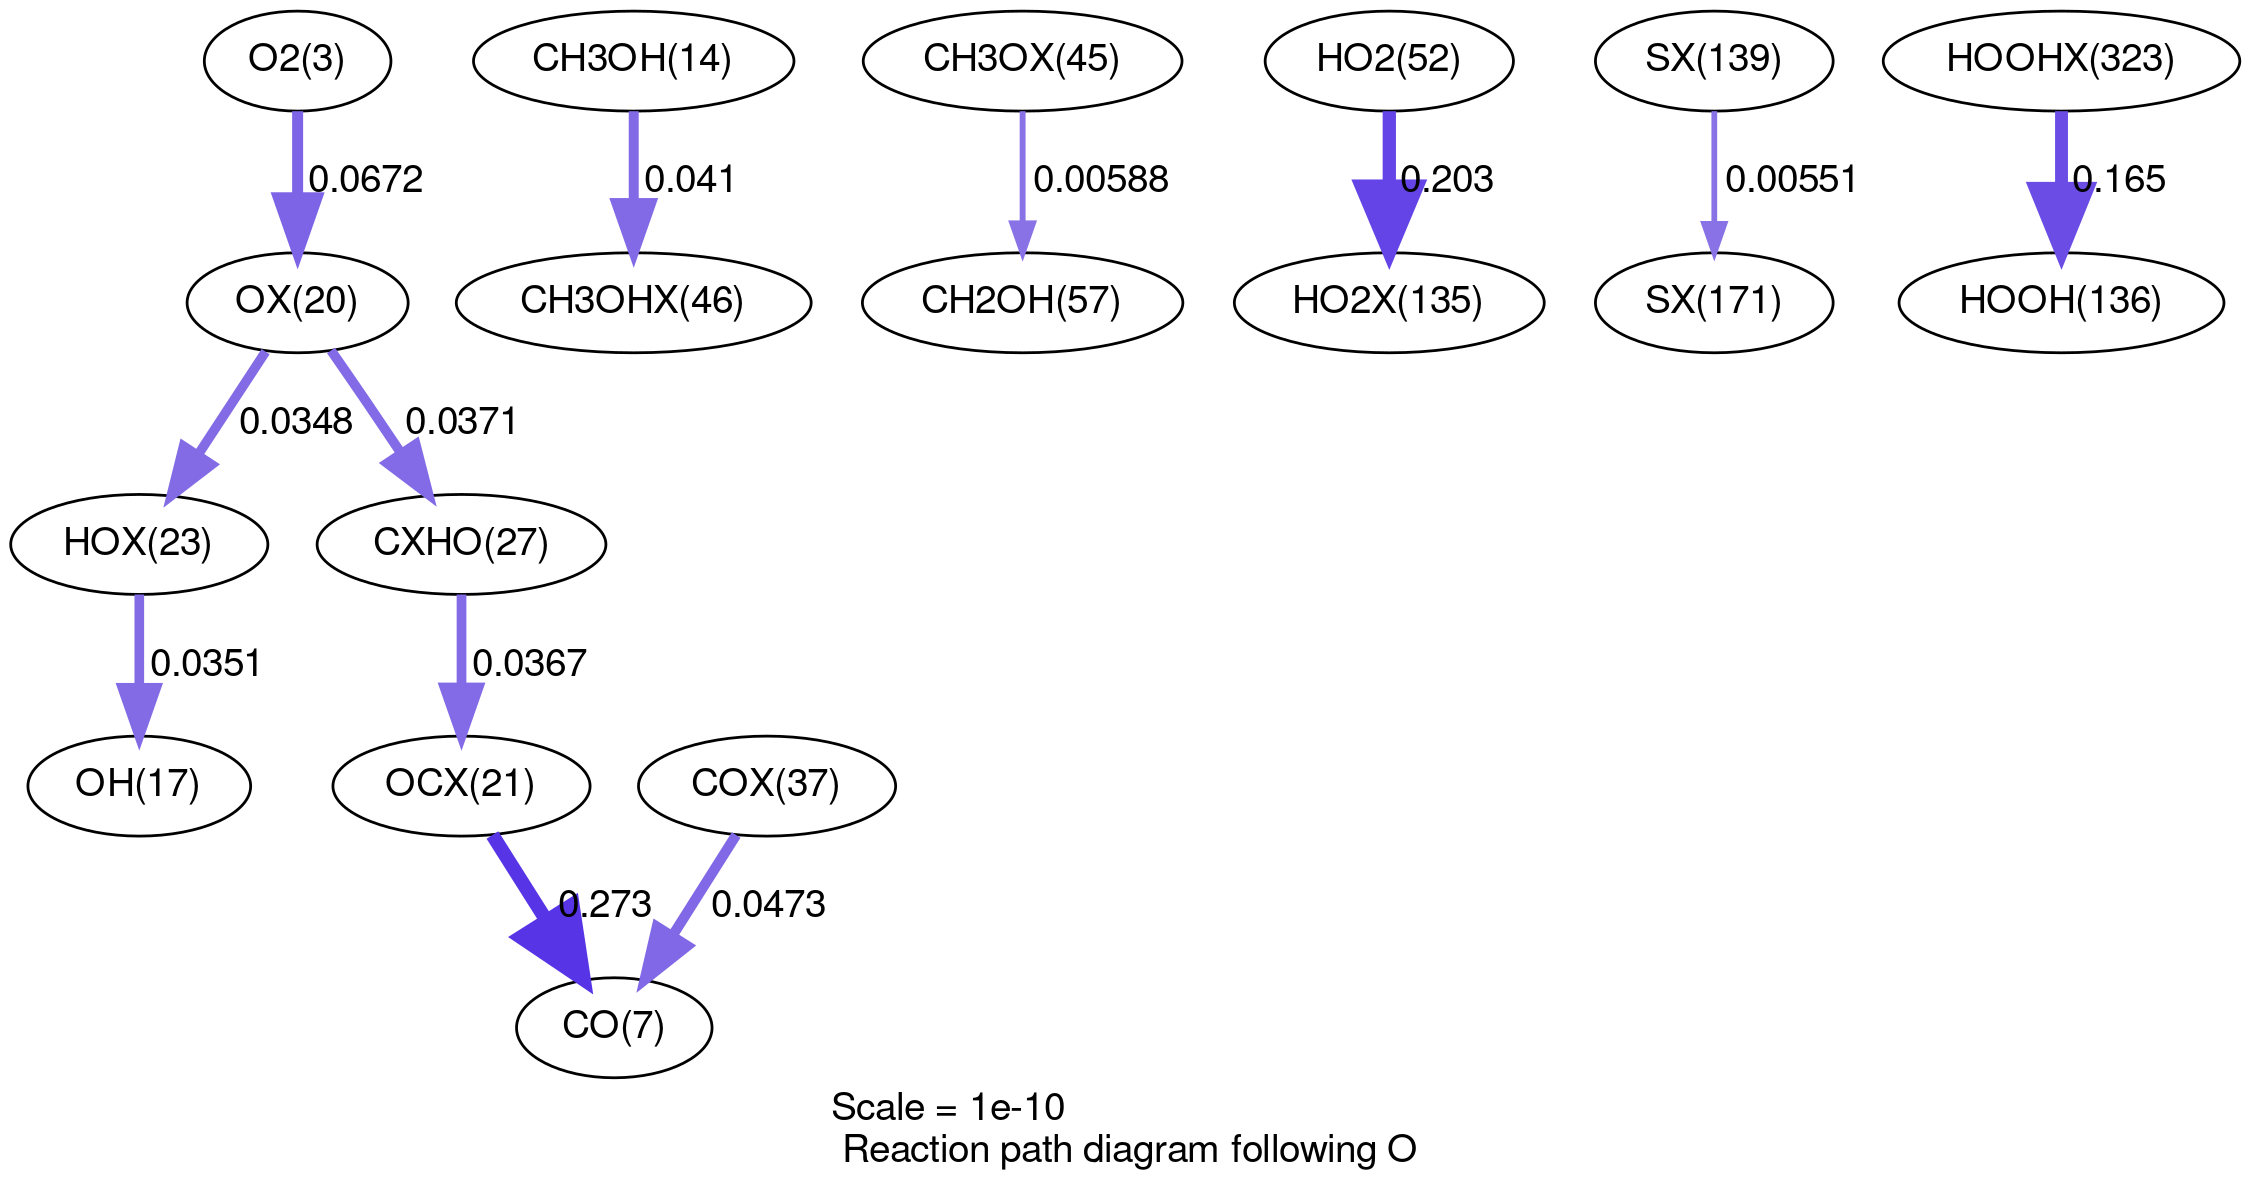 O2(3)
CH3OH(14)
CH3OX(45)
HO2(52)
SX(139)
HOOHX(323)
0.0672
0.041
0.00588
0.203
0.00551
0.165
OX(20)
CH3OHX(46)
CH2OH(57)
HO2X(135)
SX(171)
HOOH(136)
0.0348
0.0371
HOX(23)
CXHO(27)
0.0351
0.0367
OH(17)
OCX(21)
COX(37)
0.273
0.0473
CO(7)
Scale = 1e-10
Reaction path diagram following O